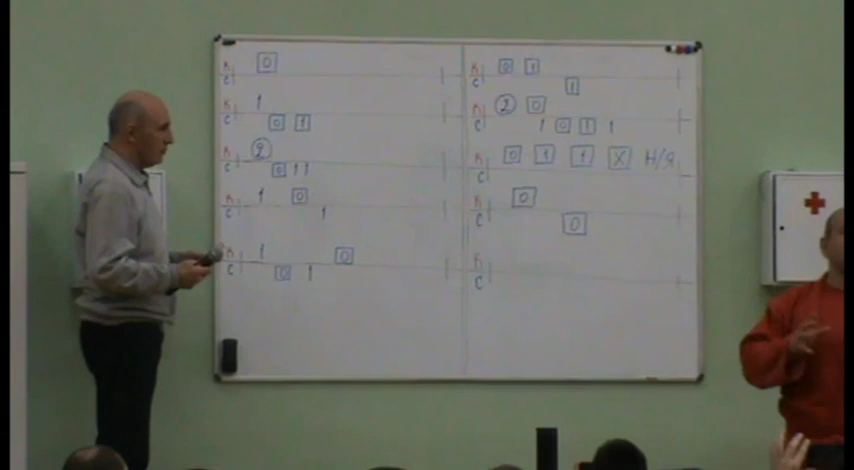 К 0
С
К 1
С 0 1
К 2
С 0 1 1
К 1 0
С 1
К 1 0
С 0 1
К 0 1
С 1
К 2 0
С 1 0 1 1
К 0 1 1 X Н/Я
С
К 0
С 0
К
С